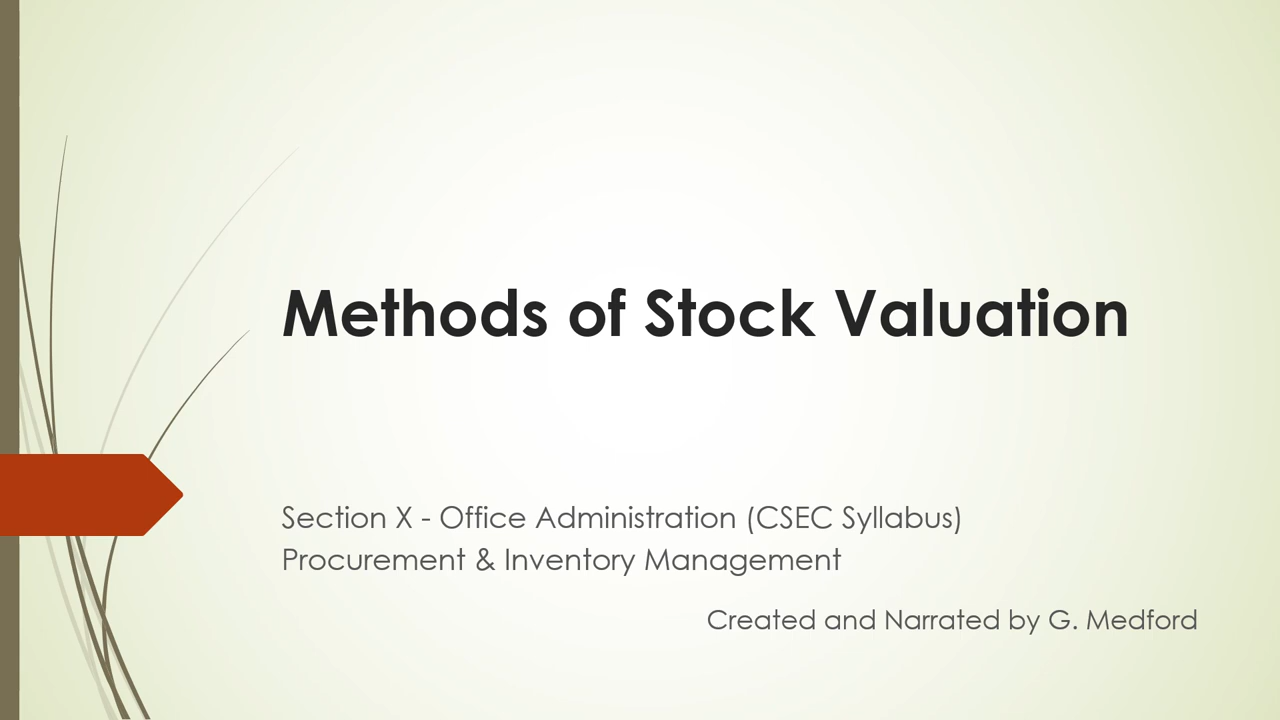 Methods of Stock Valuation
Section X - Office Administration (CSEC Syllabus)
Procurement & Inventory Management
Created and Narrated by G. Medford